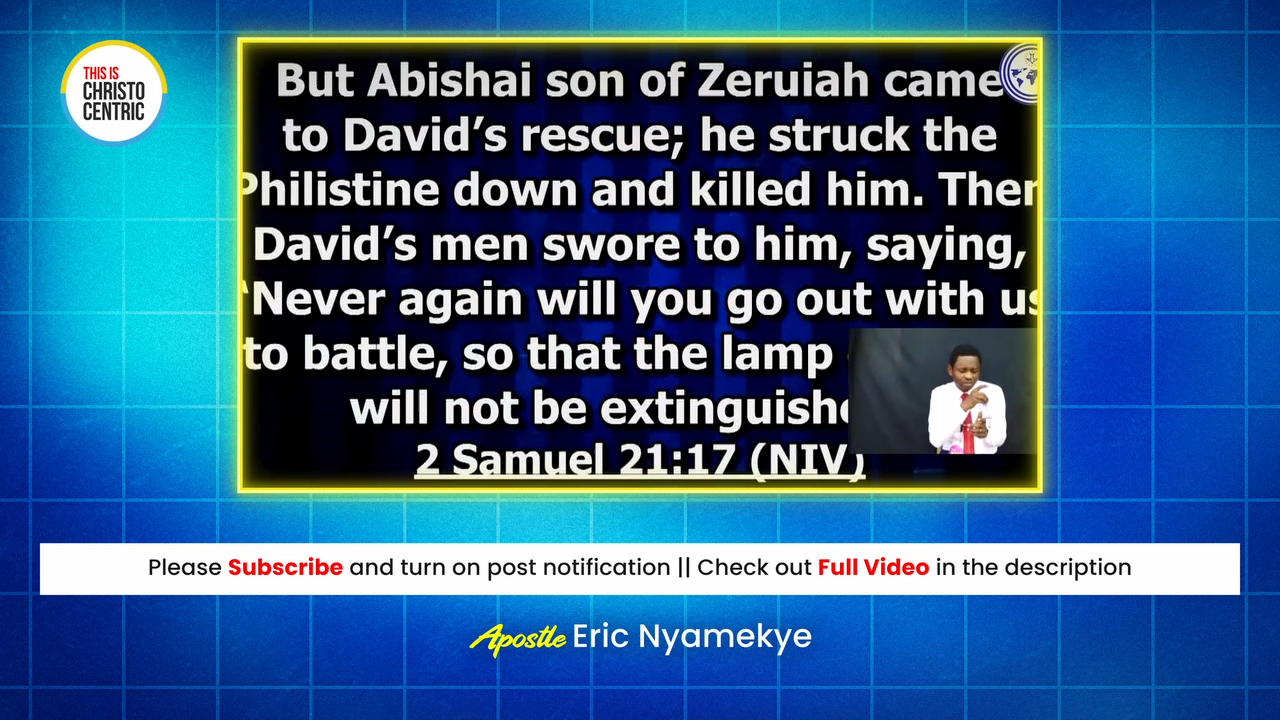 THIS IS
CHRISTO
CENTRIC
But Abishai son of Zeruiah came
to David’s rescue; he struck the
Philistine down and killed him. Then
David’s men swore to him, saying,
“Never again will you go out with us
to battle, so that the lamp
will not be
2 Samuel 21:17 (NIV)
Please Subscribe and turn on post notification || Check out Full Video in the description
Apostle Eric Nyamekye